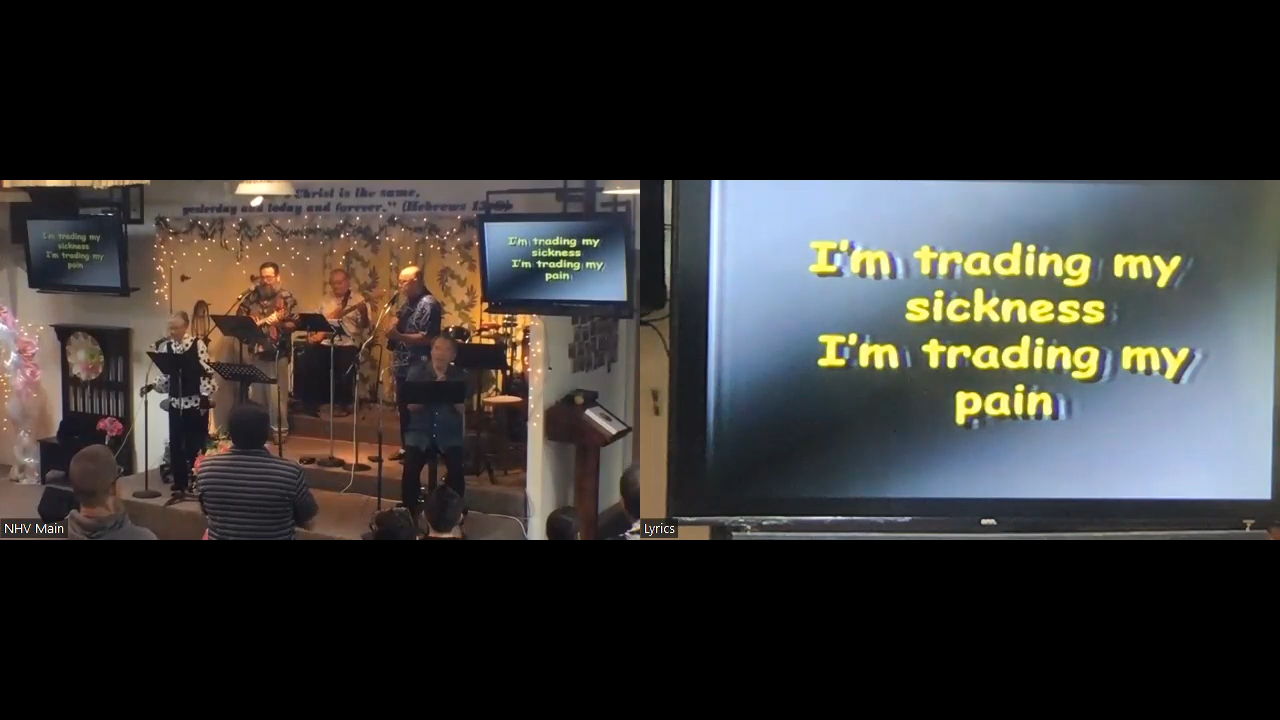 Christ is the same,
yesterday and today and forever." (Hebrews 13:8)
I'm trading my
sickness
I'm trading my
pain
I'm trading my
sickness
I'm trading my
pain
NHV Main
I'm trading my
sickness
I'm trading my
pain
Lyrics